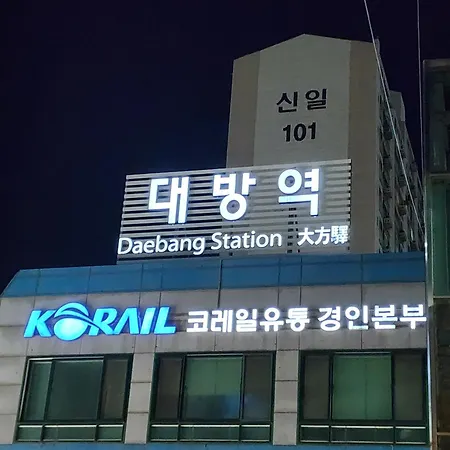 신일
101
대방역
Daebang Station 大方驛
KORAIL 코레일유통 경인본부